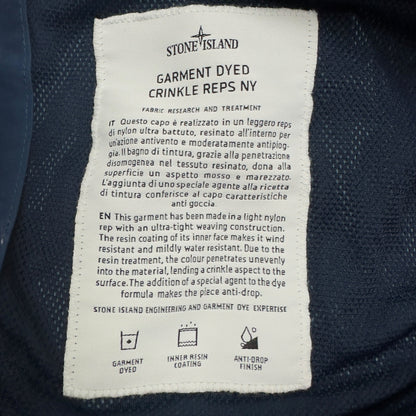 STONE ISLAND
GARMENT DYED
CRINKLE REPS NY
FABRIC RESEARCH AND TREATMENT
IT Questo capo è realizzato in un leggero reps
di nylon ultra battuto, resinato all'interno per
un'azione antivento e moderatamente antipiog-
gia. Il bagno di tintura, grazie alla penetrazione
disomogenea nel tessuto resinato, dona alla
superficie un aspetto mosso e marezzato.
L'aggiunta di uno speciale agente alla ricetta
di tintura conferisce al capo caratteristiche
anti goccia.
EN This garment has been made in a light nylon
rep with an ultra-tight weaving construction.
The resin coating of its inner face makes it wind
resistant and mildly water resistant. Due to the
resin treatment, the colour penetrates unevenly
into the material, lending a crinkle aspect to the
surface. The addition of a special agent to the dye
formula makes the piece anti-drop.
STONE ISLAND ENGINEERING AND GARMENT DYE EXPERTISE
GARMENT
DYED
INNER RESIN
COATING
ANTI-DROP
FINISH